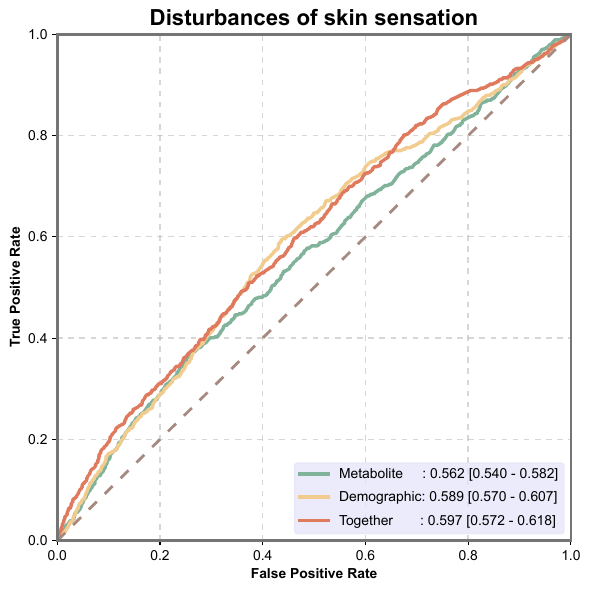 Disturbances of skin sensation
True Positive Rate
1.0
0.8
0.6
0.4
0.2
0.0
Metabolite : 0.562 [0.540 - 0.582]
Demographic: 0.589 [0.570 - 0.607]
Together : 0.597 [0.572 - 0.618]
0.0 0.2 0.4 0.6 0.8 1.0
False Positive Rate